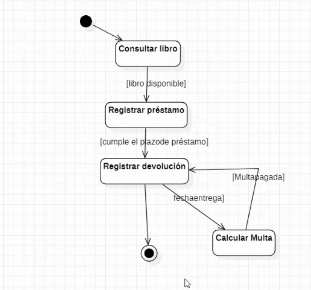 Consultar libro
[libro disponible]
Registrar préstamo
[cumple el plazode préstamo]
Registrar devolución
[Multapagada]
fechaentrega]
Calcular Multa